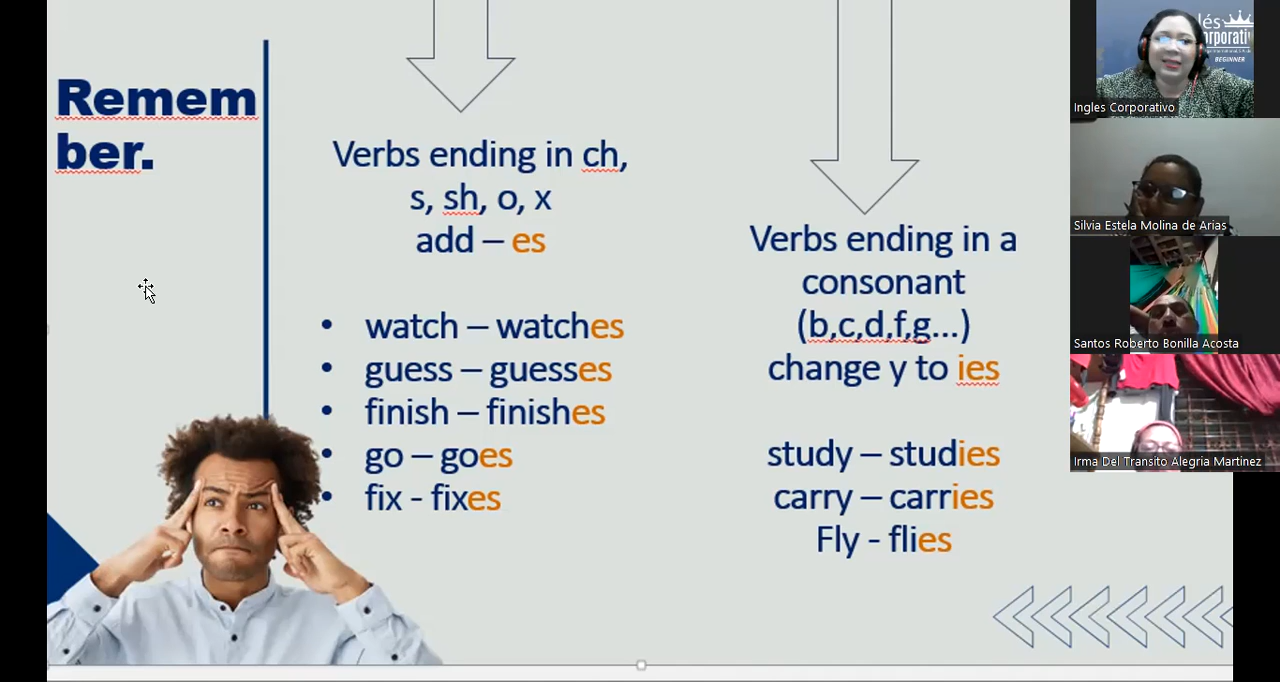 Remem
ber.
Verbs ending in ch,
s, sh, o, x
add – es
• watch – watches
• guess – guesses
• finish – finishes
• go – goes
• fix - fixes
Verbs ending in a
consonant
(b,c,d,f,g...)
change y to ies
study – studies
carry – carries
Fly - flies
BEGINNER
Ingles Corporativo
Silvia Estela Molina de Arias
Santos Roberto Bonilla Acosta
Irma Del Transito Alegria Martinez